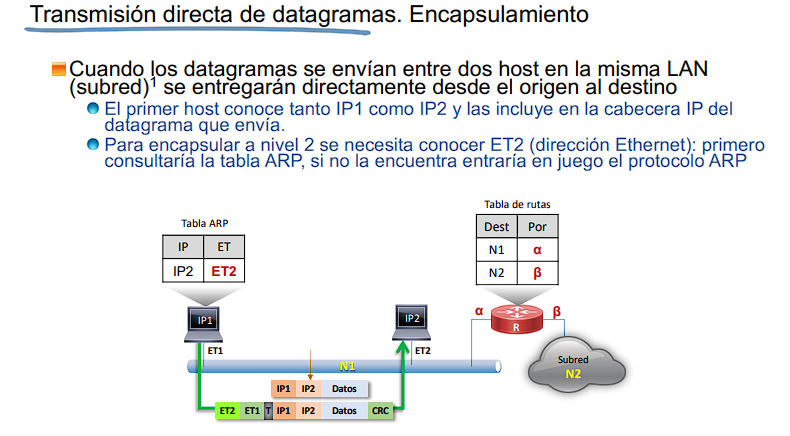 Transmisión directa de datagramas. Encapsulamiento
Cuando los datagramas se envían entre dos host en la misma LAN
(subred)¹ se entregarán directamente desde el origen al destino
El primer host conoce tanto IP1 como IP2 y las incluye en la cabecera IP del
datagrama que envía.
Para encapsular a nivel 2 se necesita conocer ET2 (dirección Ethernet): primero
consultaría la tabla ARP, si no la encuentra entraría en juego el protocolo ARP
Tabla de rutas
Dest Por
N1 α
N2 β
Tabla ARP
IP ET
IP2 ET2
IP1
IP2
α
β
R
ET1
ET2
N1
Subred
N2
IP1 IP2 Datos
ET2 ET1 T IP1 IP2 Datos CRC